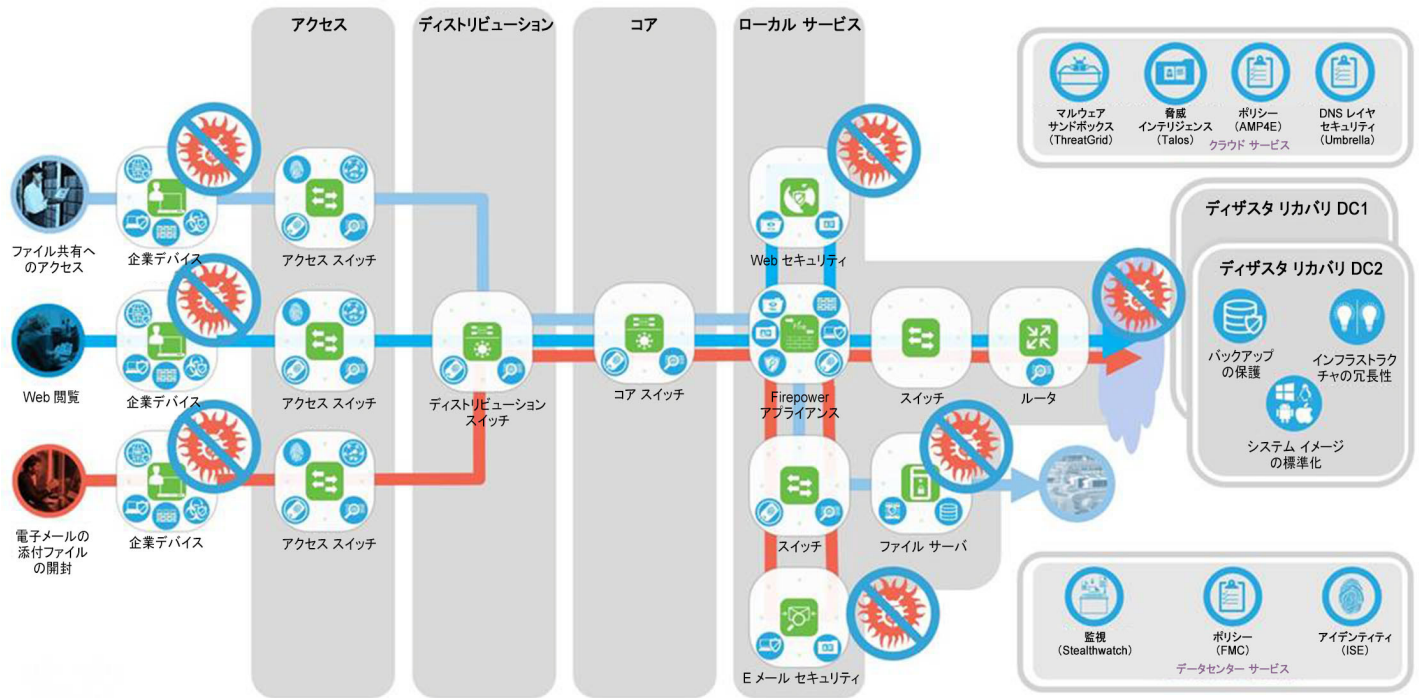 アクセス
ディストリビューション
コア
ローカル サービス
マルウェア
サンドボックス
(ThreatGrid)
脅威
インテリジェンス
(Talos)
ポリシー
(AMP4E)
DNS レイヤ
セキュリティ
(Umbrella)
クラウド サービス
ファイル共有へ
のアクセス
企業デバイス
アクセス スイッチ
Web セキュリティ
ディザスタ リカバリ DC1
ディザスタ リカバリ DC2
バックアップ
の保護
インフラストラク
チャの冗長性
システム イメージ
の標準化
Web 閲覧
企業デバイス
アクセス スイッチ
ディストリビューション
スイッチ
コア スイッチ
Firepower
アプライアンス
スイッチ
ルータ
電子メールの
添付ファイル
の開封
企業デバイス
アクセス スイッチ
スイッチ
ファイル サーバ
E メール セキュリティ
監視
(Stealthwatch)
ポリシー
(FMC)
アイデンティティ
(ISE)
データセンター サービス